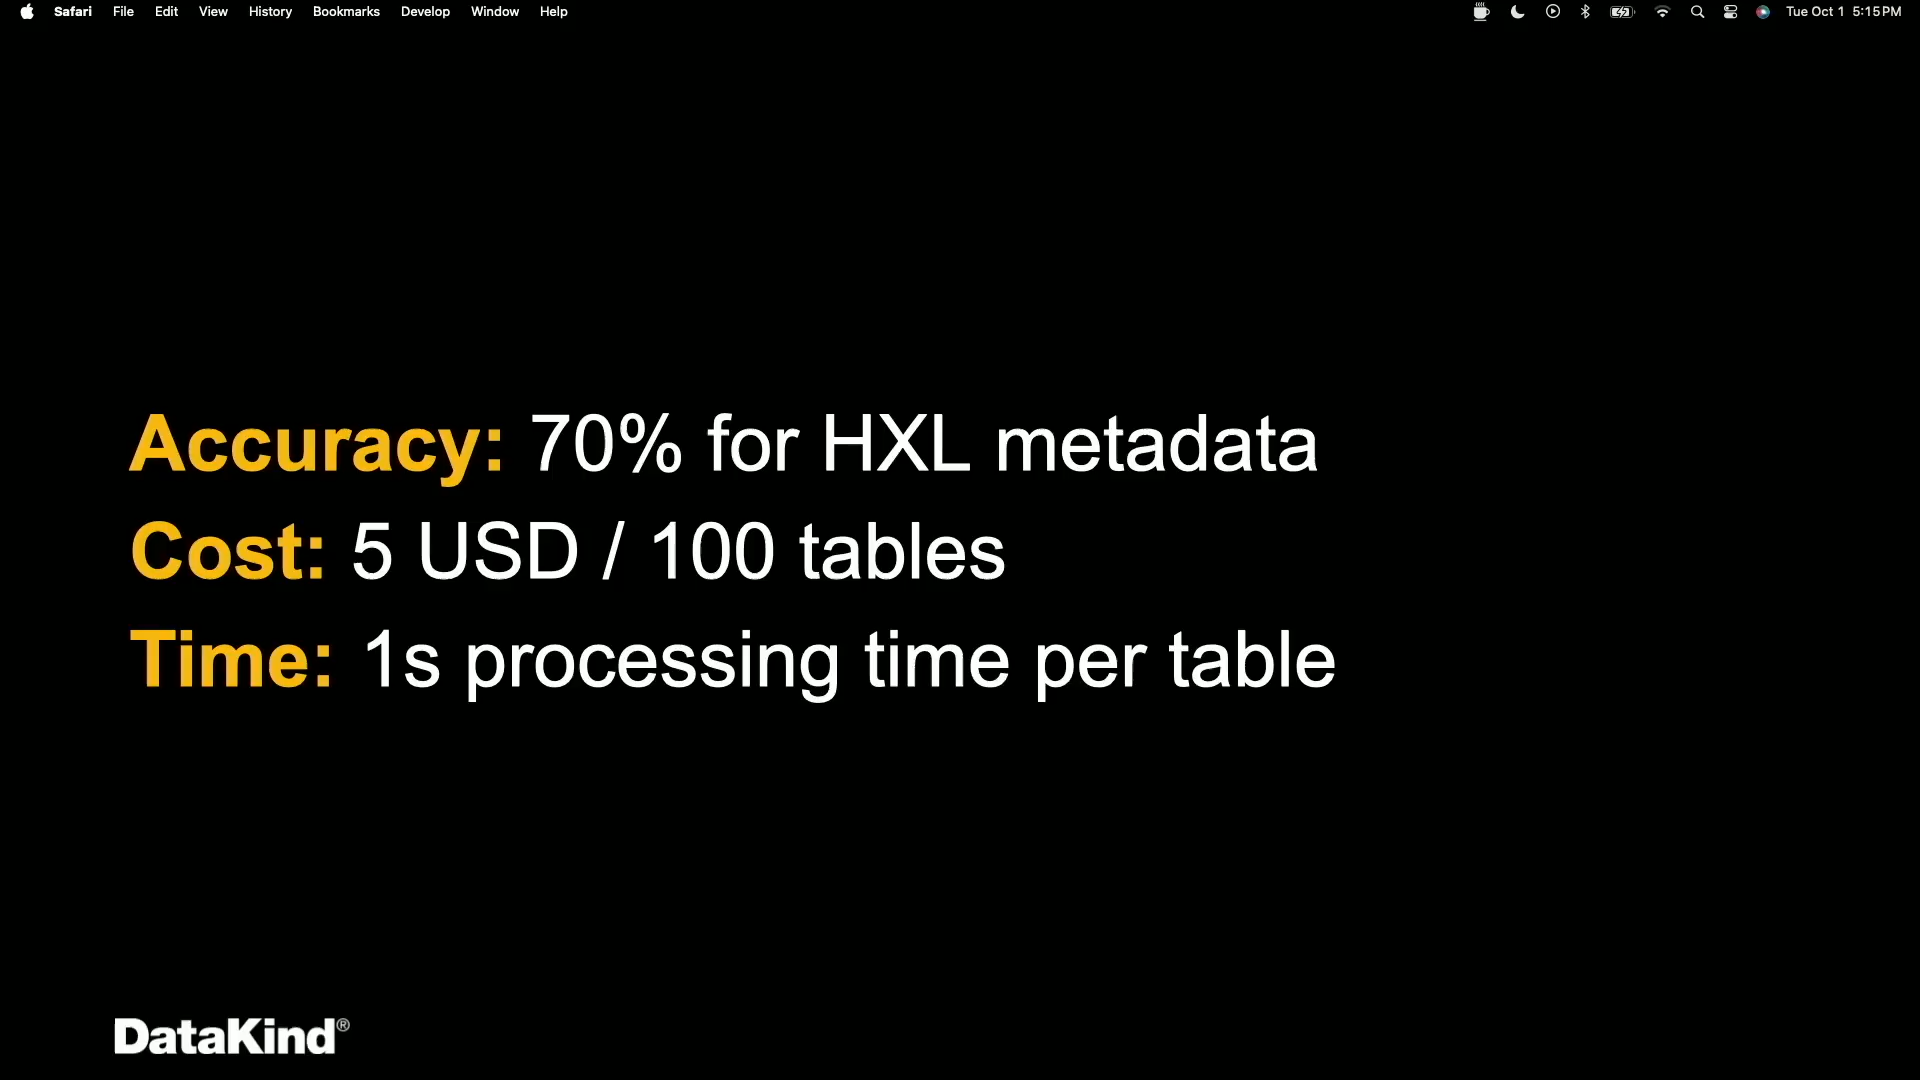 Safari File Edit View History Bookmarks Develop Window Help Tue Oct 1 5:15 PM
Accuracy: 70% for HXL metadata
Cost: 5 USD / 100 tables
Time: 1s processing time per table
DataKind®